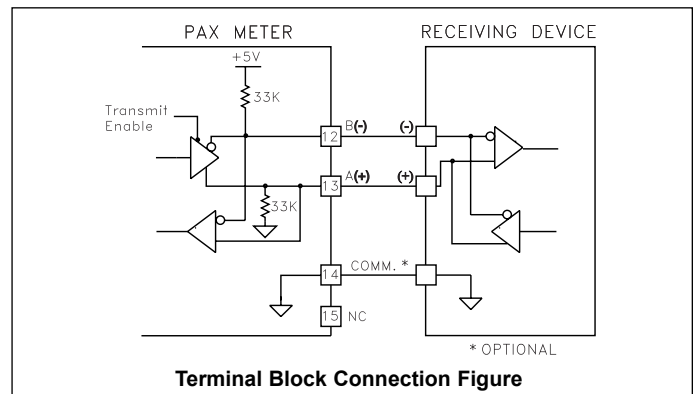 PAX METER
RECEIVING DEVICE
+5V
33K
Transmit
Enable
12 B(-) (-)
13 A(+) (+)
33K
14 COMM. *
15 NC
* OPTIONAL
Terminal Block Connection Figure